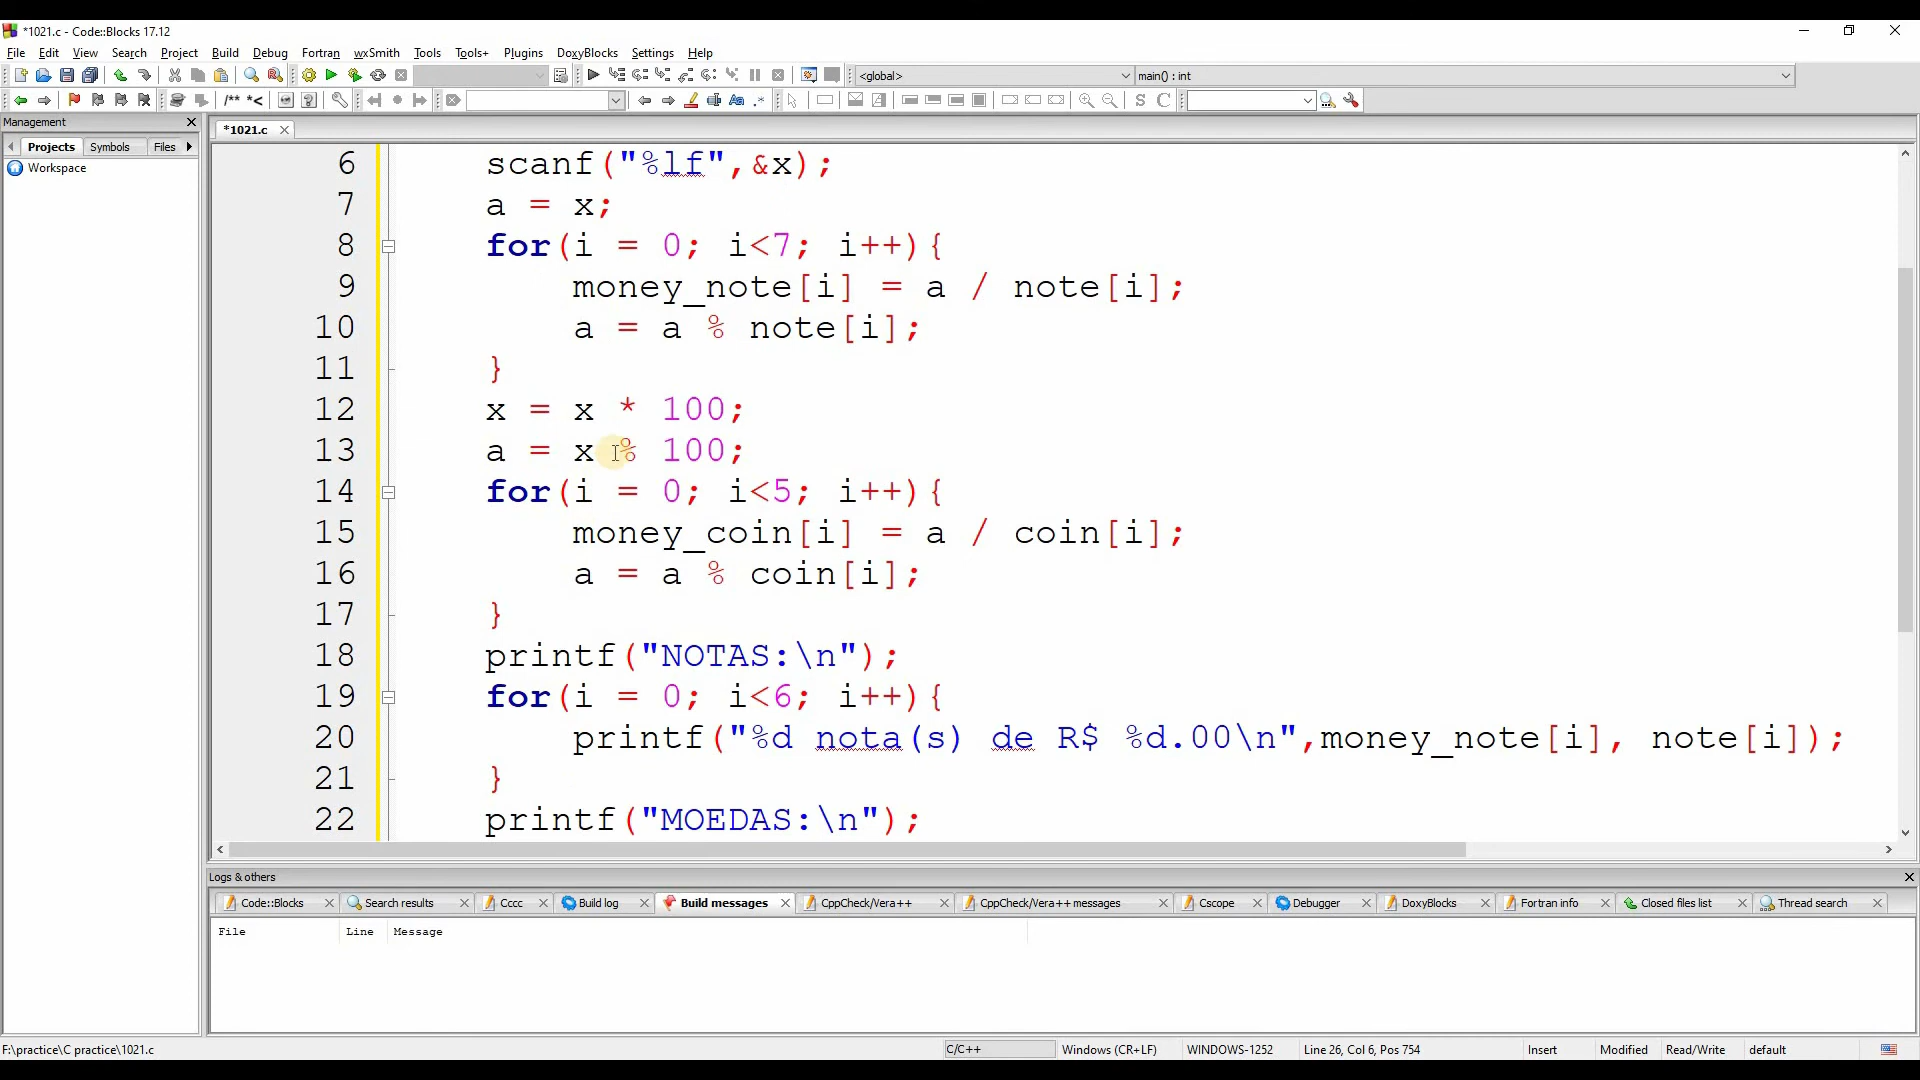 *1021.c - Code::Blocks 17.12
File Edit View Search Project Build Debug Fortran wxSmith Tools Tools+ Plugins DoxyBlocks Settings Help
<global> main() : int
/** *< Aa .* S C
Management
*1021.c
Projects Symbols Files
Workspace
6 scanf("%lf",&x);
7 a = x;
8 for(i = 0; i<7; i++){
9 money_note[i] = a / note[i];
10 a = a % note[i];
11 }
12 x = x * 100;
13 a = x % 100;
14 for(i = 0; i<5; i++){
15 money_coin[i] = a / coin[i];
16 a = a % coin[i];
17 }
18 printf("NOTAS:\n");
19 for(i = 0; i<6; i++){
20 printf("%d nota(s) de R$ %d.00\n",money_note[i], note[i]);
21 }
22 printf("MOEDAS:\n");
Logs & others
Code::Blocks Search results Cccc Build log Build messages CppCheck/Vera++ CppCheck/Vera++ messages Cscope Debugger DoxyBlocks Fortran info Closed files list Thread search
File Line Message
F:\practice\C practice\1021.c C/C++ Windows (CR+LF) WINDOWS-1252 Line 26, Col 6, Pos 754 Insert Modified Read/Write default